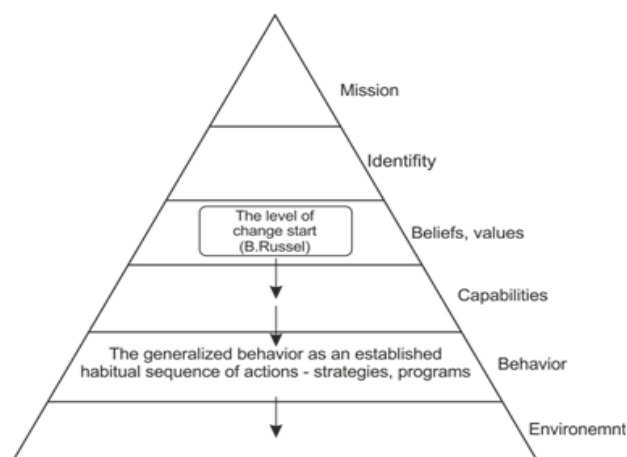 Mission
Identifity
The level of
change start
(B.Russel)
Beliefs, values
Capabilities
The generalized behavior as an established
habitual sequence of actions - strategies, programs
Behavior
Environemnt